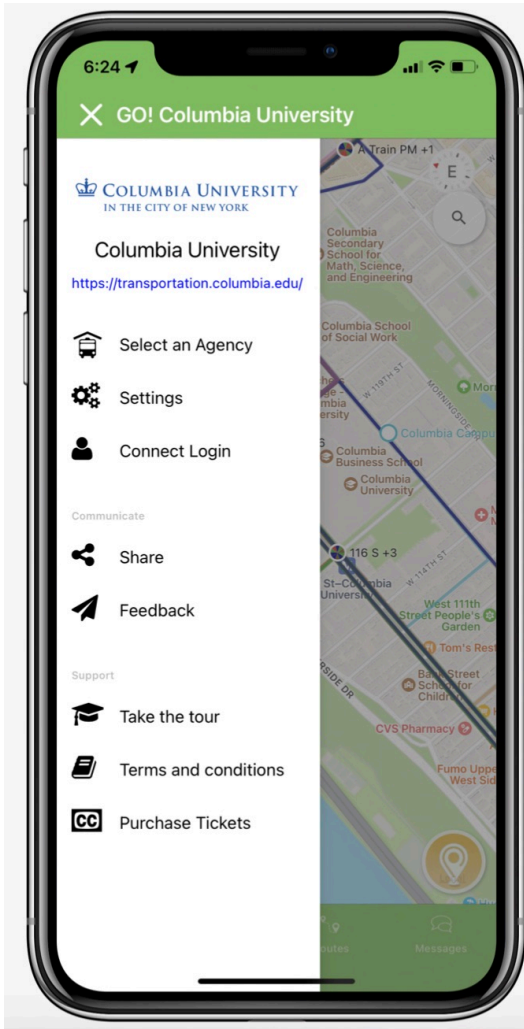 6:24
GO! Columbia University
COLUMBIA UNIVERSITY
IN THE CITY OF NEW YORK
Columbia University
https://transportation.columbia.edu/
Select an Agency
Settings
Connect Login
Communicate
Share
Feedback
Support
Take the tour
Terms and conditions
CC
Purchase Tickets
A Train PM +1
E
Columbia
Secondary
School for
Math, Science,
and Engineering
Columbia School
of Social Work
W 119TH ST
MORNINGSIDE
Columbia Campu
Columbia
Business School
Columbia
University
116 S +3
St–Columbia
University
W 114TH ST
West 111th
Street People's
Garden
Tom's Rest
Bank Street
School for
Children
RSIDE DR
CVS Pharmacy
Fumo Uppe
West Sid
outes
Messages